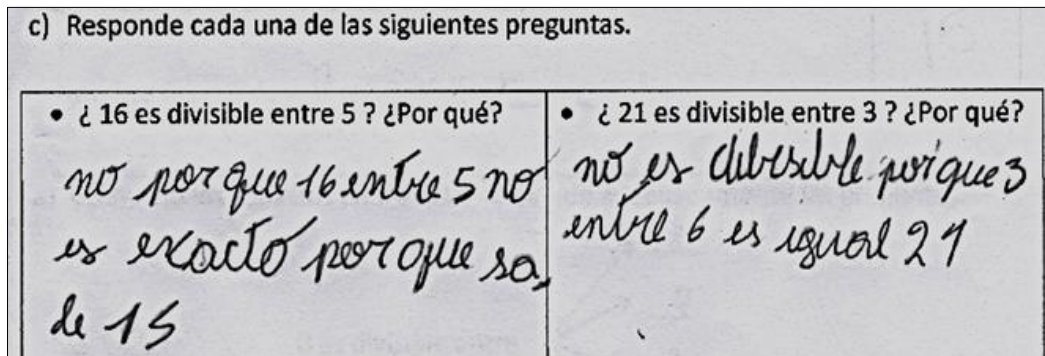 c) Responde cada una de las siguientes preguntas.
• ¿ 16 es divisible entre 5 ? ¿Por qué?
no porque 16 entre 5 no
es exacto porque sa
de 15
• ¿ 21 es divisible entre 3 ? ¿Por qué?
no es dibisible porque 3
entre 6 es igual 21